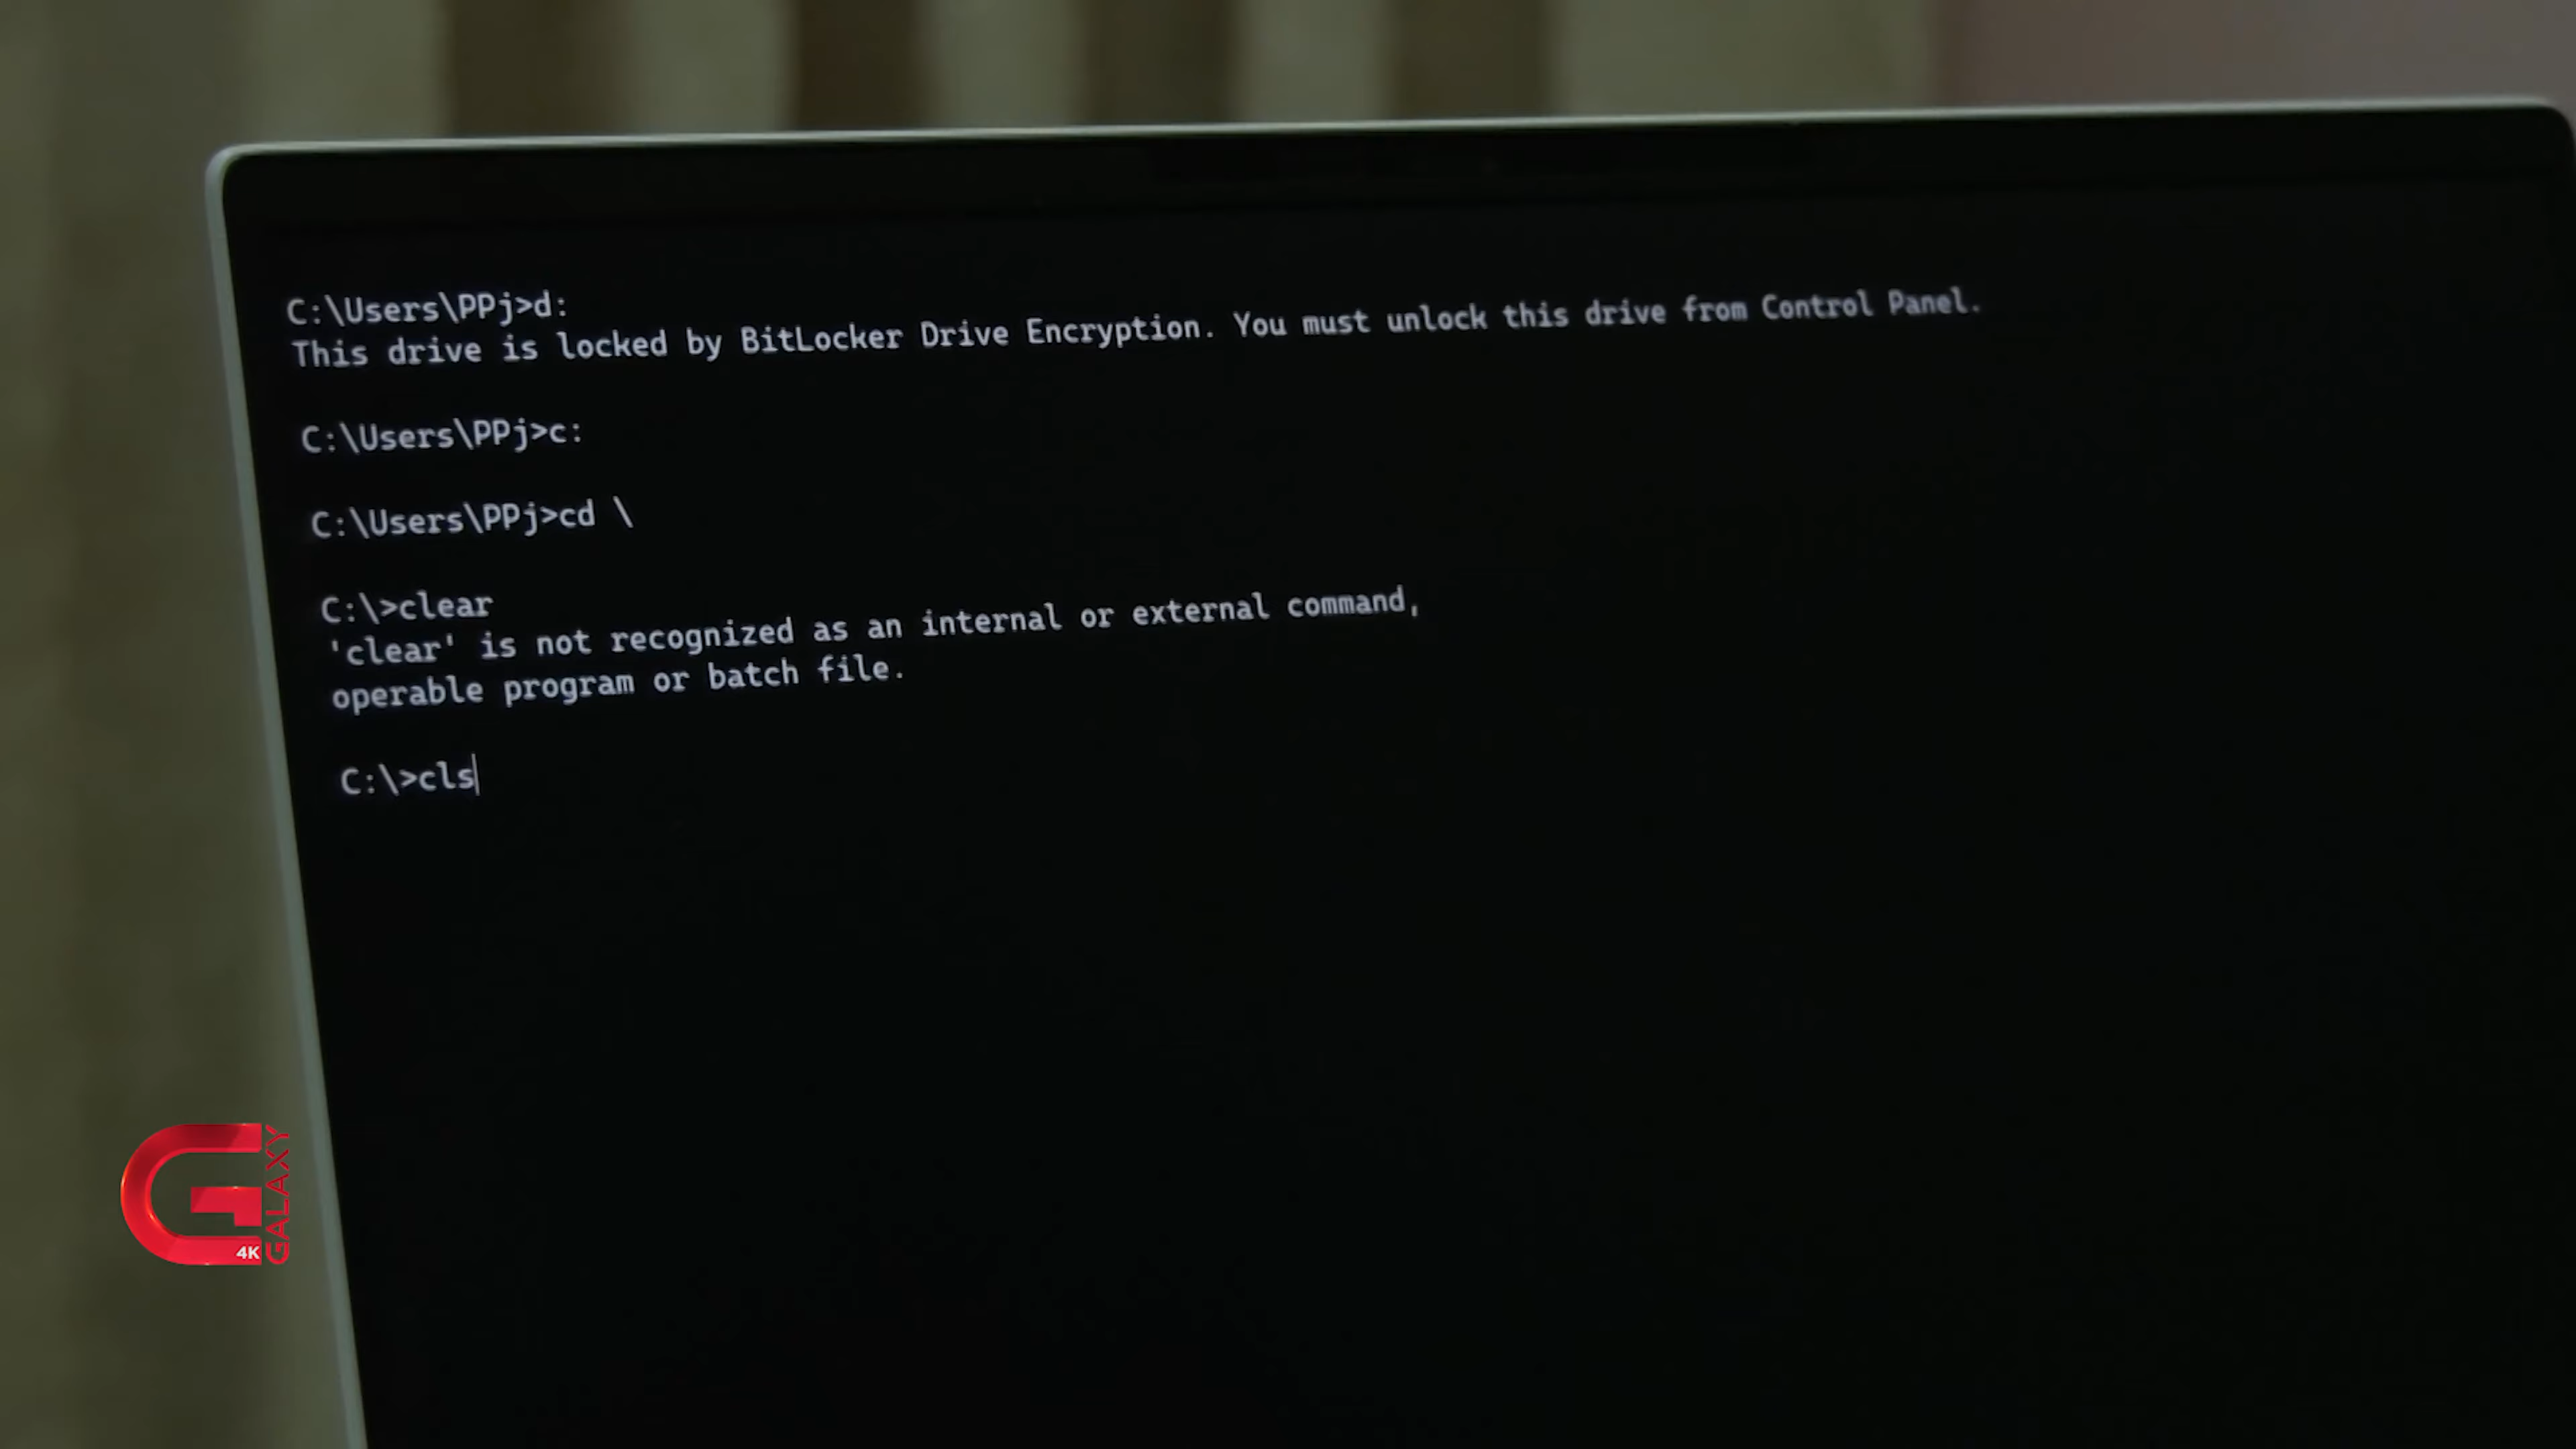 C:\Users\PPj>d:
This drive is locked by BitLocker Drive Encryption. You must unlock this drive from Control Panel.
C:\Users\PPj>c:
C:\Users\PPj>cd \
C:\>clear
'clear' is not recognized as an internal or external command,
operable program or batch file.
C:\>cls
GALAXY
4K